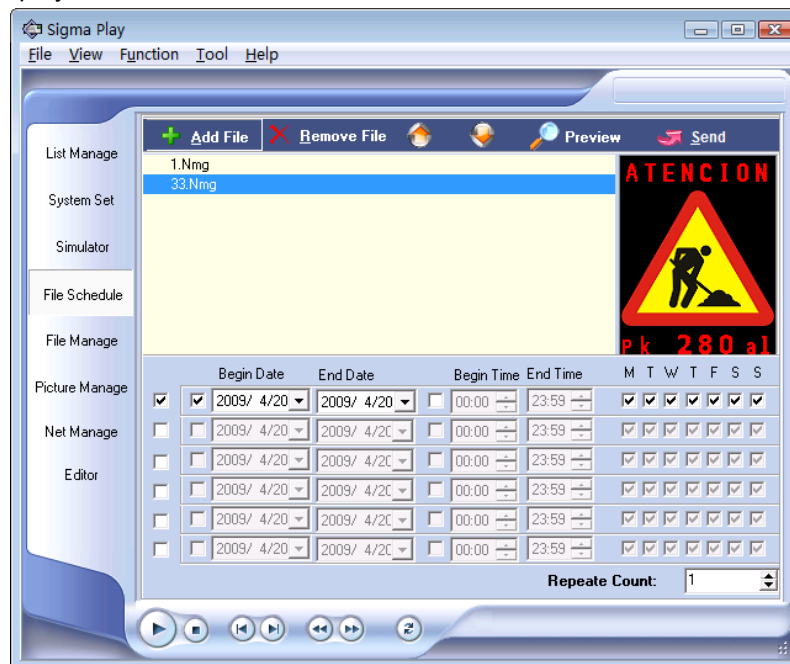 Sigma Play
File View Function Tool Help
Add File Remove File Preview Send
List Manage
System Set
Simulator
File Schedule
File Manage
Picture Manage
Net Manage
Editor
1.Nmg
33.Nmg
ATENCION
Pk 280 al
Begin Date End Date Begin Time End Time M T W T F S S
2009/ 4/20 2009/ 4/20 00:00 23:59
2009/ 4/20 2009/ 4/20 00:00 23:59
2009/ 4/20 2009/ 4/20 00:00 23:59
2009/ 4/20 2009/ 4/20 00:00 23:59
2009/ 4/20 2009/ 4/20 00:00 23:59
2009/ 4/20 2009/ 4/20 00:00 23:59
Repeate Count: 1